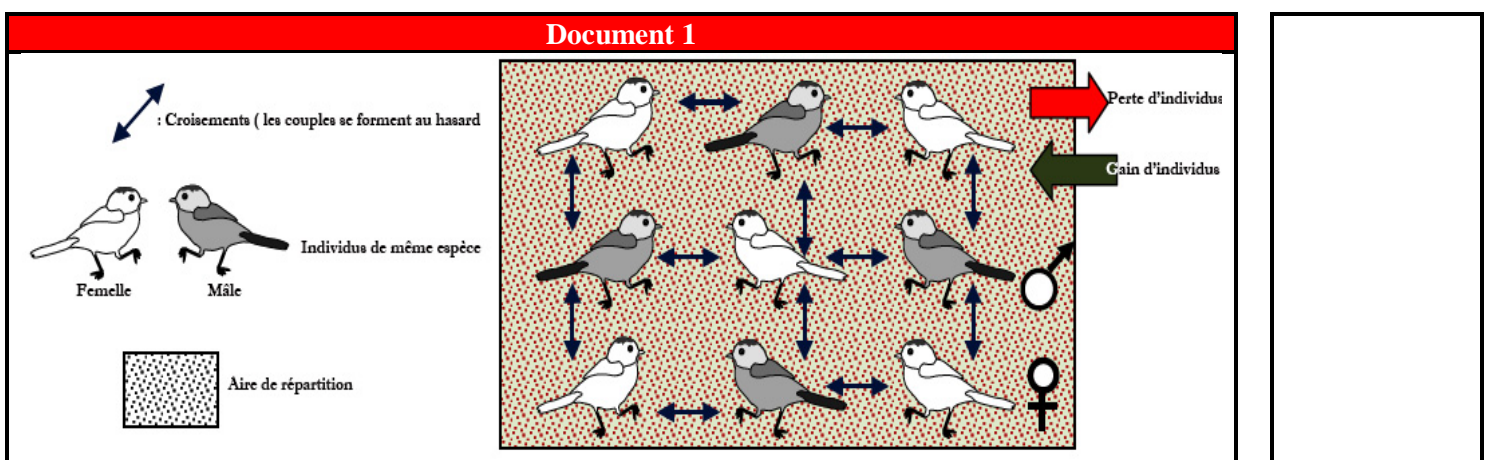 Document 1
: Croisements ( les couples se forment au hasard
Perte d'individus
Gain d'individus
Individus de même espèce
Femelle
Mâle
Aire de répartition